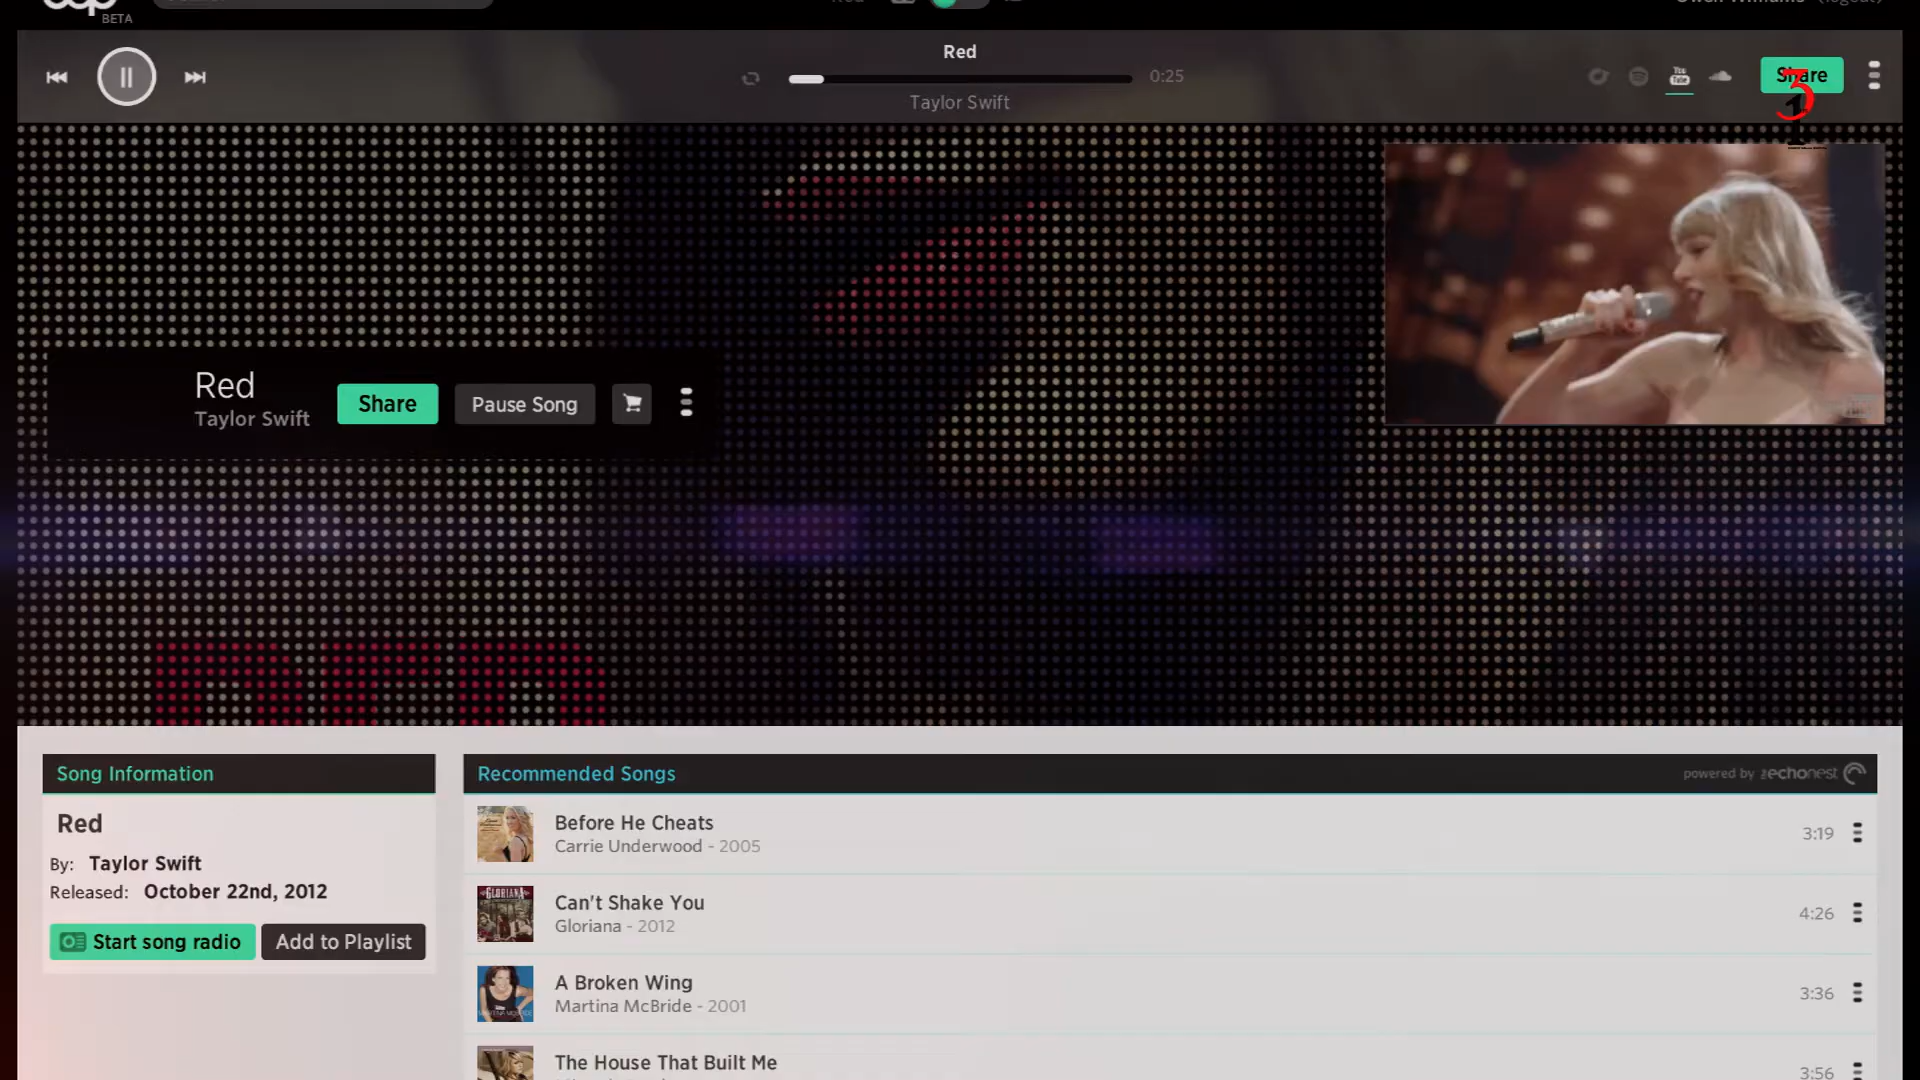 BETA
Red
0:25
Taylor Swift
Share
3
1
Red
Taylor Swift
Share
Pause Song
Song Information
Red
By: Taylor Swift
Released: October 22nd, 2012
Start song radio
Add to Playlist
Recommended Songs
powered by the echonest
Before He Cheats
Carrie Underwood - 2005
3:19
Can't Shake You
Gloriana - 2012
4:26
A Broken Wing
Martina McBride - 2001
3:36
The House That Built Me
3:56